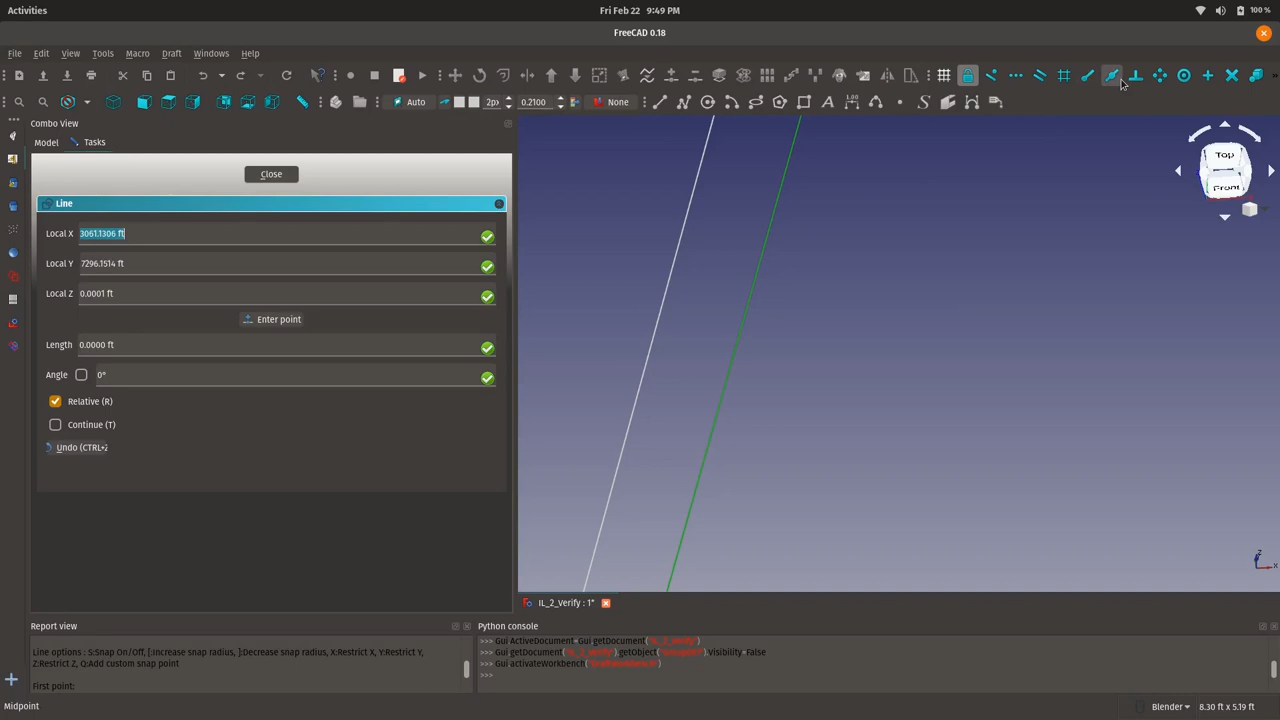 Activities
Fri Feb 22 9:49 PM
100 %
FreeCAD 0.18
File Edit View Tools Macro Draft Windows Help
Auto
2px
0.2100
None
Combo View
Model Tasks
Close
Line
Local X 3061.1306 ft
Local Y 7296.1514 ft
Local Z 0.0001 ft
Enter point
Length 0.0000 ft
Angle 0°
Relative (R)
Continue (T)
Undo (CTRL+Z
Top
Front
Z
X
IL_2_Verify : 1*
Report view
Line options : S:Snap On/Off, [:Increase snap radius, ]:Decrease snap radius, X:Restrict X, Y:Restrict Y,
Z:Restrict Z, Q:Add custom snap point
First point:
Python console
>>> Gui.ActiveDocument=Gui.getDocument("IL_2_Verify")
>>> Gui.getDocument("IL_2_Verify").getObject( ).Visibility=False
>>> Gui.activateWorkbench("DraftWorkbench")
>>>
Midpoint
Blender
8.30 ft x 5.19 ft